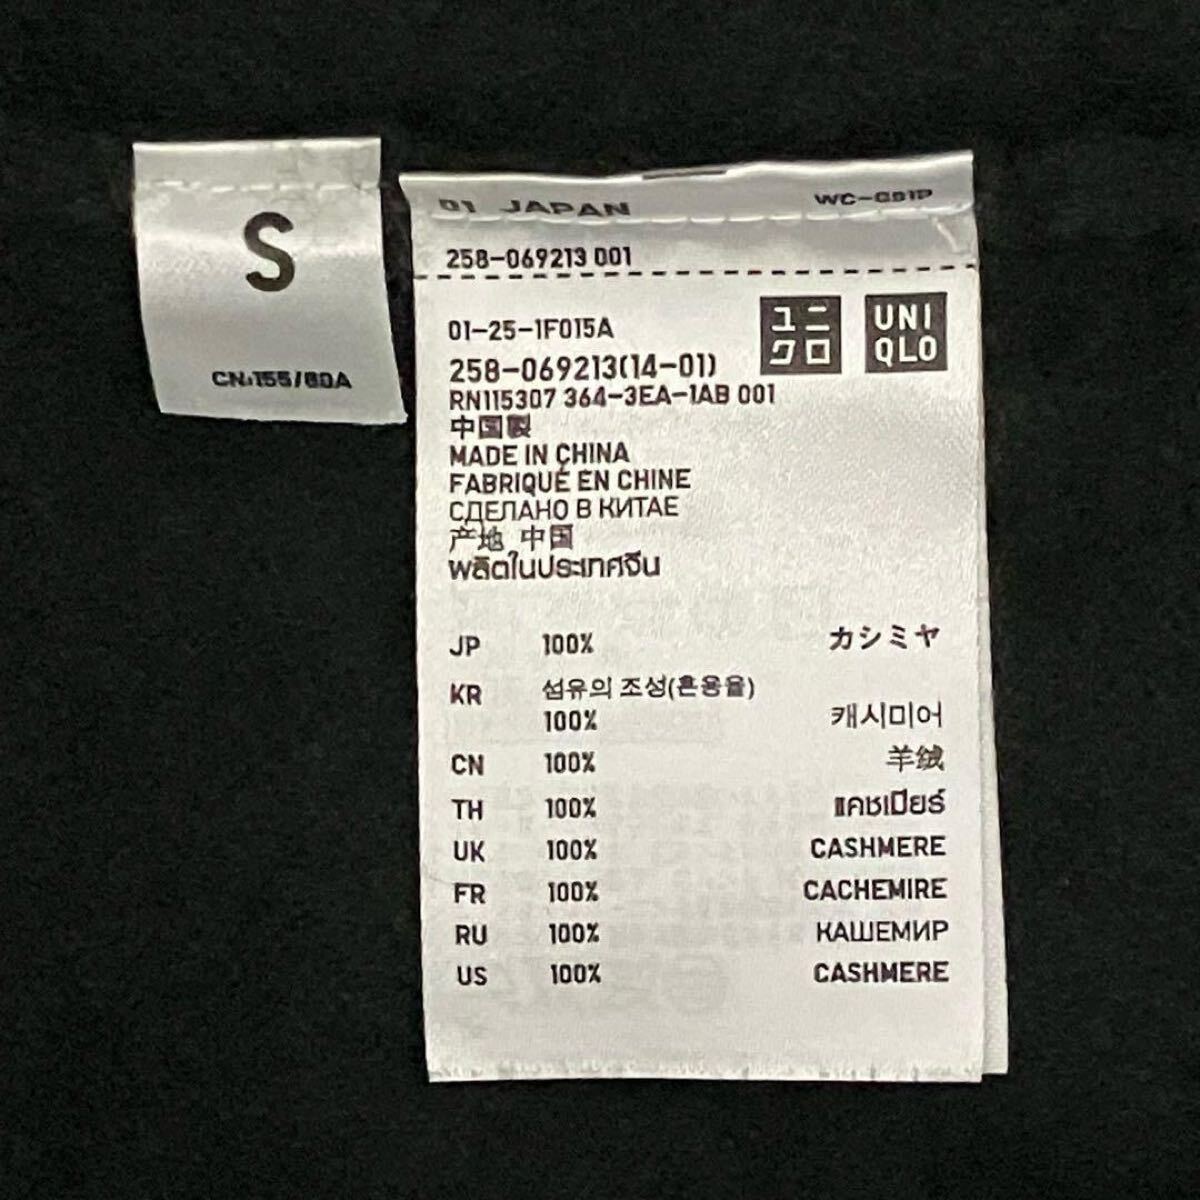 S
CN:155/80A
01 JAPAN
258-069213 001
01-25-1F015A
ユニ
クロ
UNI
QLO
258-069213(14-01)
RN115307 364-3EA-1AB 001
中国製
MADE IN CHINA
FABRIQUÉ EN CHINE
СДЕЛАНО В КИТАЕ
产地 中国
ผลิตในประเทศจีน
JP 100% カシミヤ
KR 섬유의 조성(혼용율)
100% 캐시미어
CN 100% 羊绒
TH 100% แคชเมียร์
UK 100% CASHMERE
FR 100% CACHEMIRE
RU 100% КАШЕМИР
US 100% CASHMERE